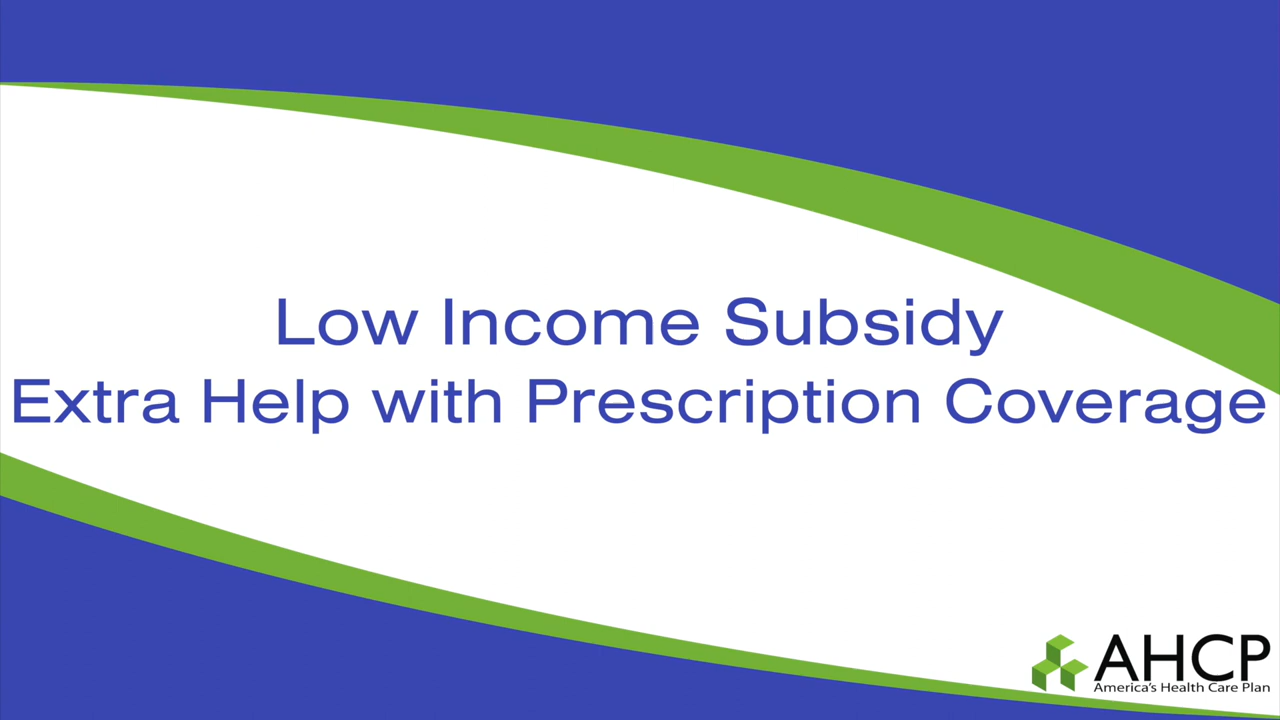 Low Income Subsidy
Extra Help with Prescription Coverage
AHCP
America's Health Care Plan